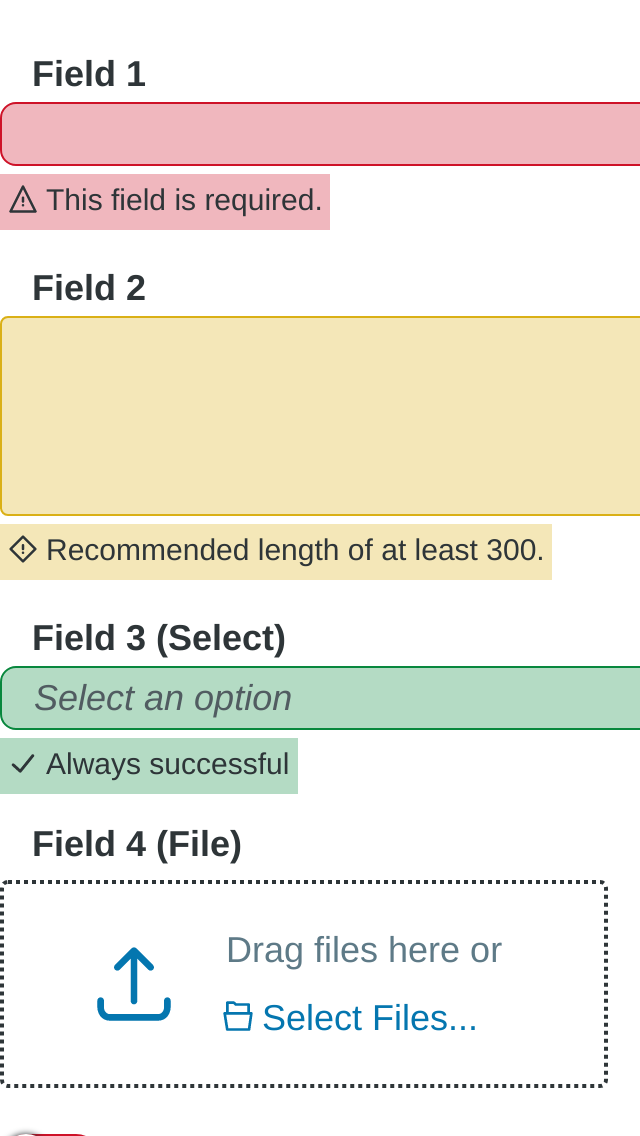 Field 1
This field is required.
Field 2
Recommended length of at least 300.
Field 3 (Select)
Select an option
Always successful
Field 4 (File)
Drag files here or
Select Files...